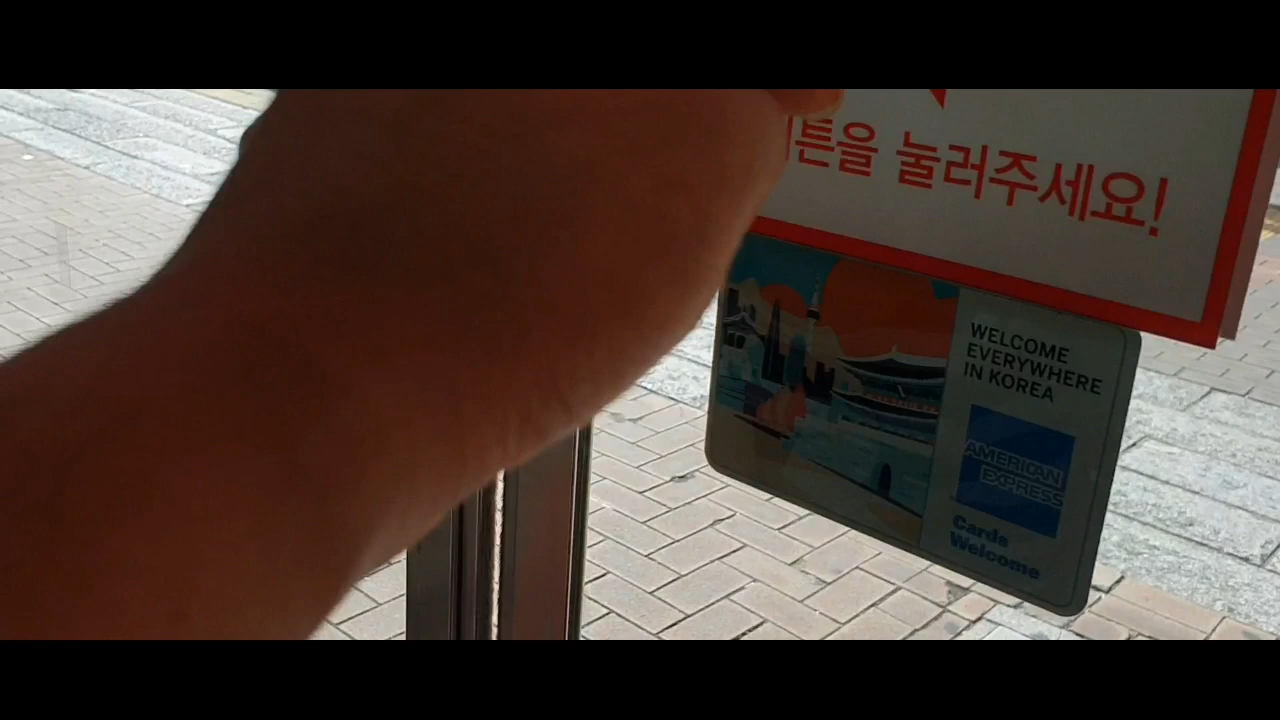 튼을 눌러주세요!
WELCOME
EVERYWHERE
IN KOREA
AMERICAN
EXPRESS
Cards
Welcome